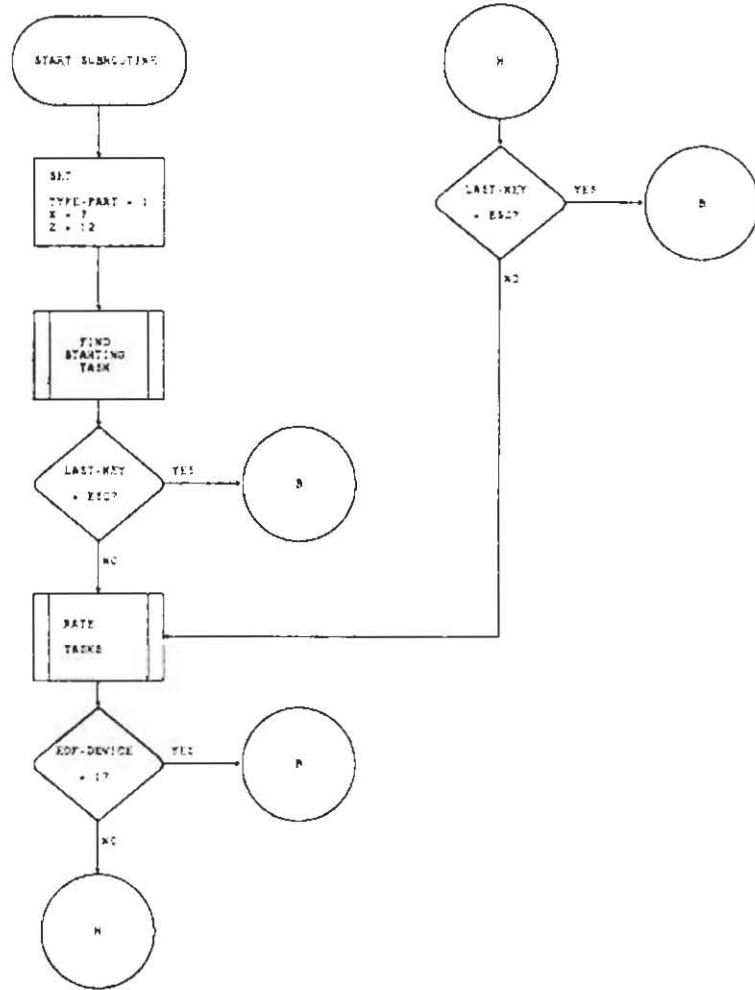 START SUBROUTINE
SET
TYPE-PART = 1
X = 7
Z = 12
FIND
STARTING
TASK
LAST-KEY
= ESC?
YES
B
NO
RATE
TASKS
EOF-DEVICE
= 1?
YES
NO
LAST-KEY
= ESC?
YES
B
NO